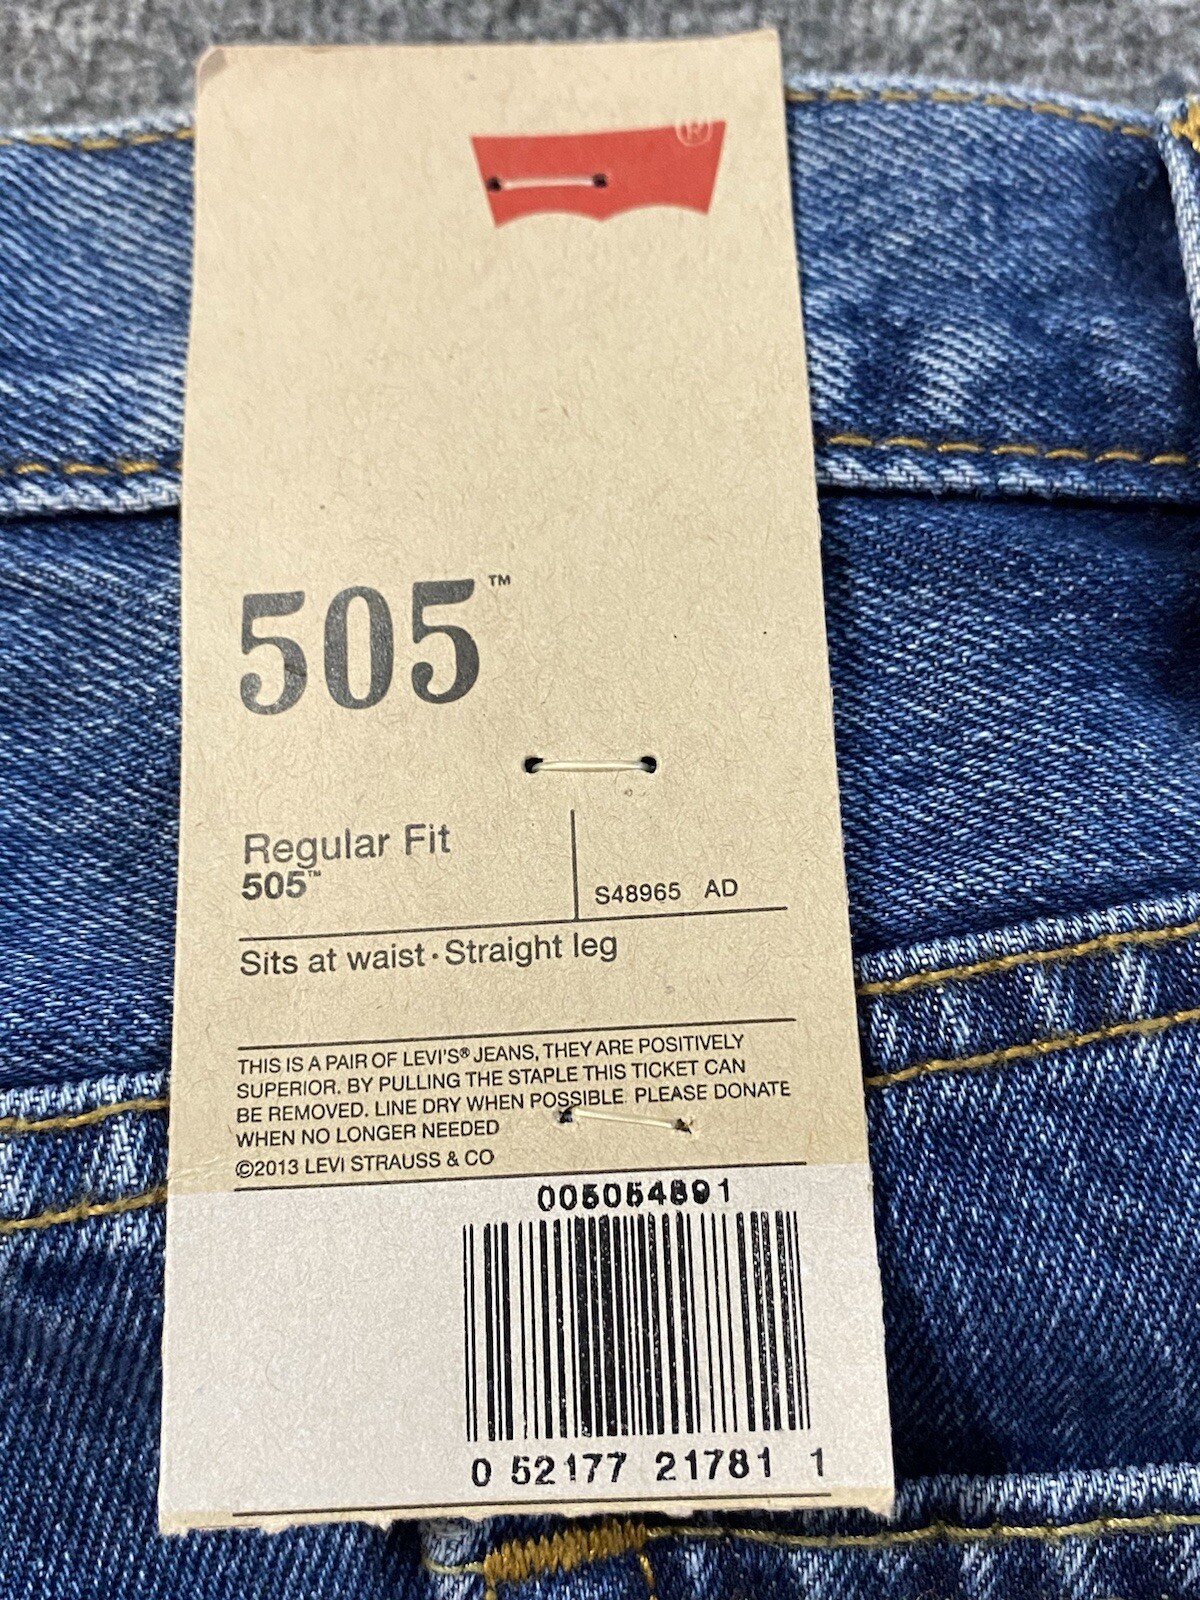 ®
505™
Regular Fit
505™
S48965 AD
Sits at waist · Straight leg
THIS IS A PAIR OF LEVI'S® JEANS, THEY ARE POSITIVELY
SUPERIOR. BY PULLING THE STAPLE THIS TICKET CAN
BE REMOVED. LINE DRY WHEN POSSIBLE. PLEASE DONATE
WHEN NO LONGER NEEDED
©2013 LEVI STRAUSS & CO
005054891
0 52177 21781 1